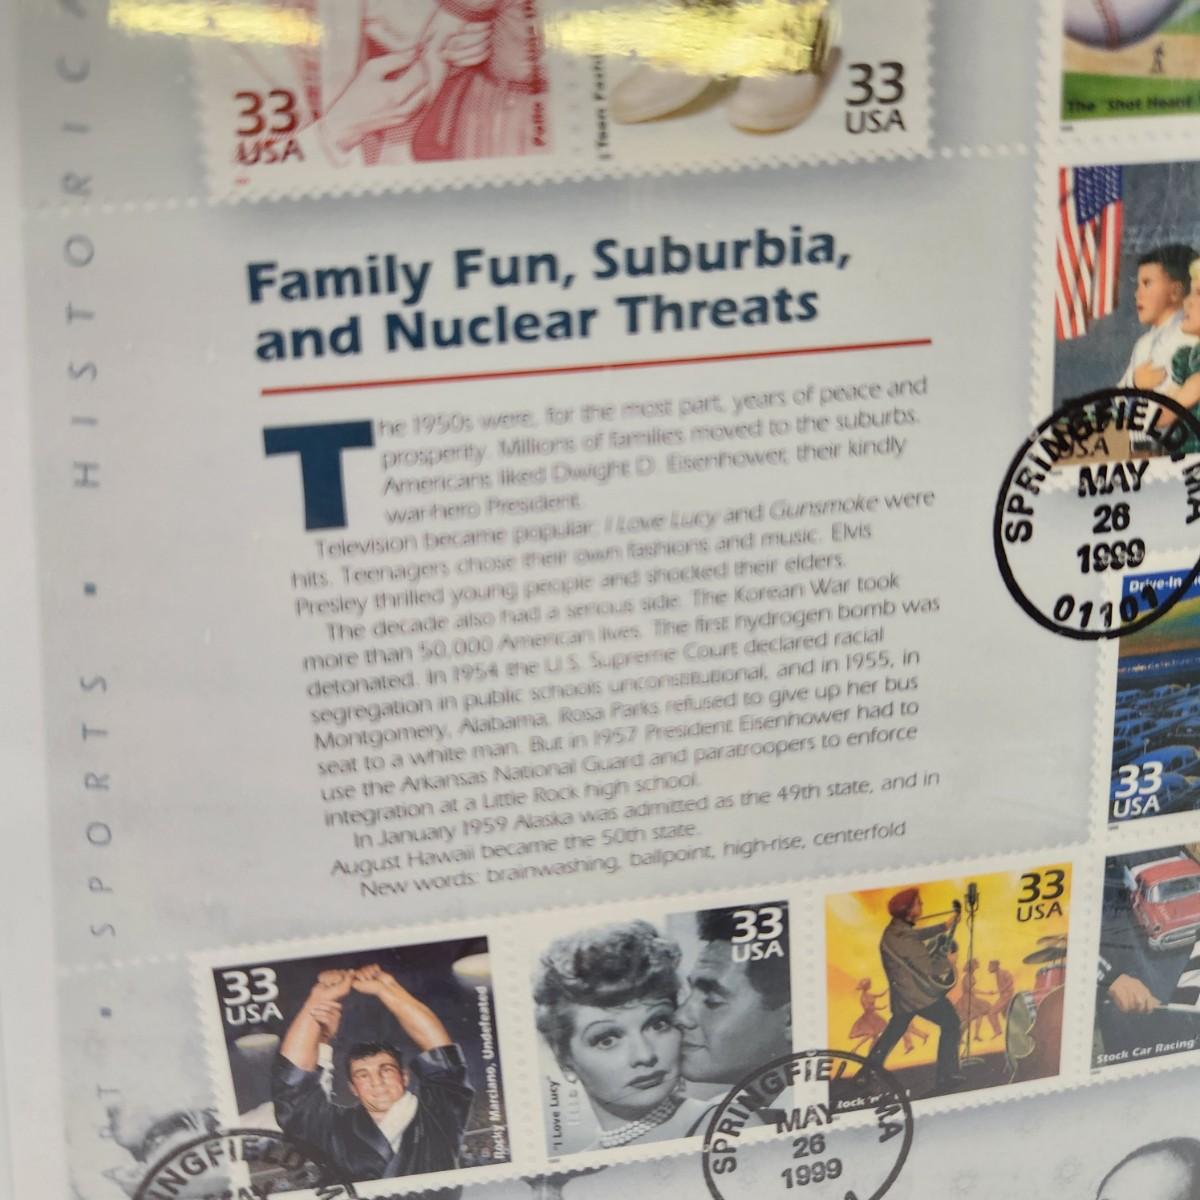 HISTORICA
SPORTS
33
USA
33
USA
The "Shot Heard
Family Fun, Suburbia,
and Nuclear Threats
The 1950s were, for the most part, years of peace and
prosperity. Millions of families moved to the suburbs.
Americans liked Dwight D. Eisenhower, their kindly
war-hero President.
Television became popular; I Love Lucy and Gunsmoke were
hits. Teenagers chose their own fashions and music. Elvis
Presley thrilled young people and shocked their elders.
The decade also had a serious side. The Korean War took
more than 50,000 American lives. The first hydrogen bomb was
detonated. In 1954 the U.S. Supreme Court declared racial
segregation in public schools unconstitutional, and in 1955, in
Montgomery, Alabama, Rosa Parks refused to give up her bus
seat to a white man. But in 1957 President Eisenhower had to
use the Arkansas National Guard and paratroopers to enforce
integration at a Little Rock high school.
In January 1959 Alaska was admitted as the 49th state, and in
August Hawaii became the 50th state.
New words: brainwashing, ballpoint, high-rise, centerfold
USA
SPRINGFIELD MA
MAY
26
1999
01101
Drive-In
33
USA
33
USA
Rocky Marciano, Undefeated
33
USA
"I Love Lucy"
33
USA
Stock Car Racing
SPRINGFIELD MA
MAY
26
1999
INGFIELD
MAY